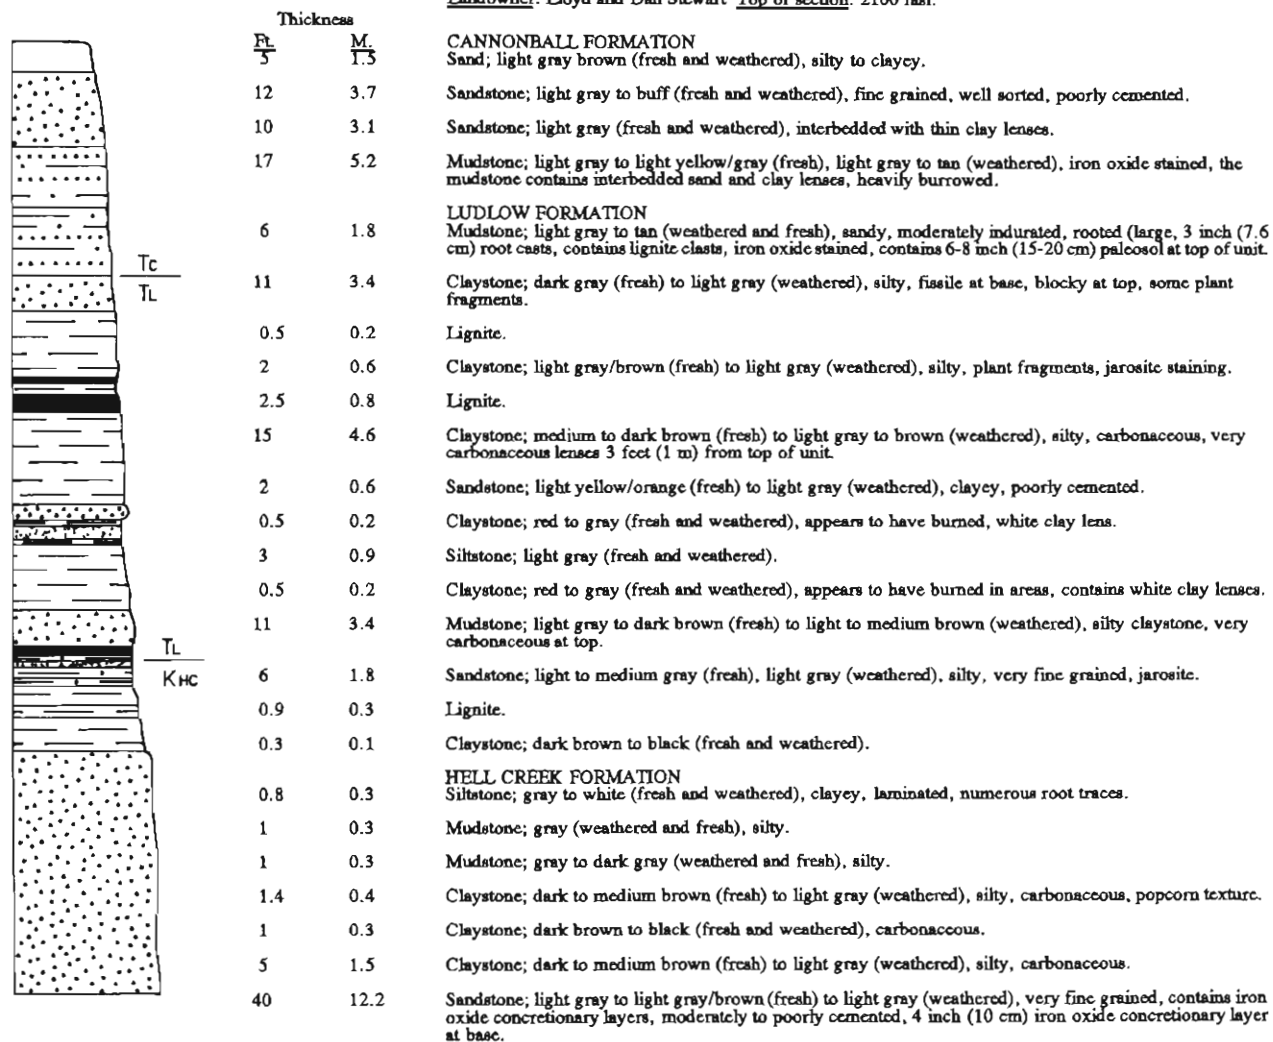 Landowner: Lloyd and Dan Stewart Top of section: 2100 fasl.
Thickness
Ft. M. CANNONBALL FORMATION
5 1.5 Sand; light gray brown (fresh and weathered), silty to clayey.
12 3.7 Sandstone; light gray to buff (fresh and weathered), fine grained, well sorted, poorly cemented.
10 3.1 Sandstone; light gray (fresh and weathered), interbedded with thin clay lenses.
17 5.2 Mudstone; light gray to light yellow/gray (fresh), light gray to tan (weathered), iron oxide stained, the
mudstone contains interbedded sand and clay lenses, heavily burrowed.
LUDLOW FORMATION
6 1.8 Mudstone; light gray to tan (weathered and fresh), sandy, moderately indurated, rooted (large, 3 inch (7.6
cm) root casts, contains lignite clasts, iron oxide stained, contains 6-8 inch (15-20 cm) paleosol at top of unit.
Tc
TL
11 3.4 Claystone; dark gray (fresh) to light gray (weathered), silty, fissile at base, blocky at top, some plant
fragments.
0.5 0.2 Lignite.
2 0.6 Claystone; light gray/brown (fresh) to light gray (weathered), silty, plant fragments, jarosite staining.
2.5 0.8 Lignite.
15 4.6 Claystone; medium to dark brown (fresh) to light gray to brown (weathered), silty, carbonaceous, very
carbonaceous lenses 3 feet (1 m) from top of unit.
2 0.6 Sandstone; light yellow/orange (fresh) to light gray (weathered), clayey, poorly cemented.
0.5 0.2 Claystone; red to gray (fresh and weathered), appears to have burned, white clay lens.
3 0.9 Siltstone; light gray (fresh and weathered).
0.5 0.2 Claystone; red to gray (fresh and weathered), appears to have burned in areas, contains white clay lenses.
11 3.4 Mudstone; light gray to dark brown (fresh) to light to medium brown (weathered), silty claystone, very
carbonaceous at top.
TL
KHC
6 1.8 Sandstone; light to medium gray (fresh), light gray (weathered), silty, very fine grained, jarosite.
0.9 0.3 Lignite.
0.3 0.1 Claystone; dark brown to black (fresh and weathered).
HELL CREEK FORMATION
0.8 0.3 Siltstone; gray to white (fresh and weathered), clayey, laminated, numerous root traces.
1 0.3 Mudstone; gray (weathered and fresh), silty.
1 0.3 Mudstone; gray to dark gray (weathered and fresh), silty.
1.4 0.4 Claystone; dark to medium brown (fresh) to light gray (weathered), silty, carbonaceous, popcorn texture.
1 0.3 Claystone; dark brown to black (fresh and weathered), carbonaceous.
5 1.5 Claystone; dark to medium brown (fresh) to light gray (weathered), silty, carbonaceous.
40 12.2 Sandstone; light gray to light gray/brown (fresh) to light gray (weathered), very fine grained, contains iron
oxide concretionary layers, moderately to poorly cemented, 4 inch (10 cm) iron oxide concretionary layer
at base.